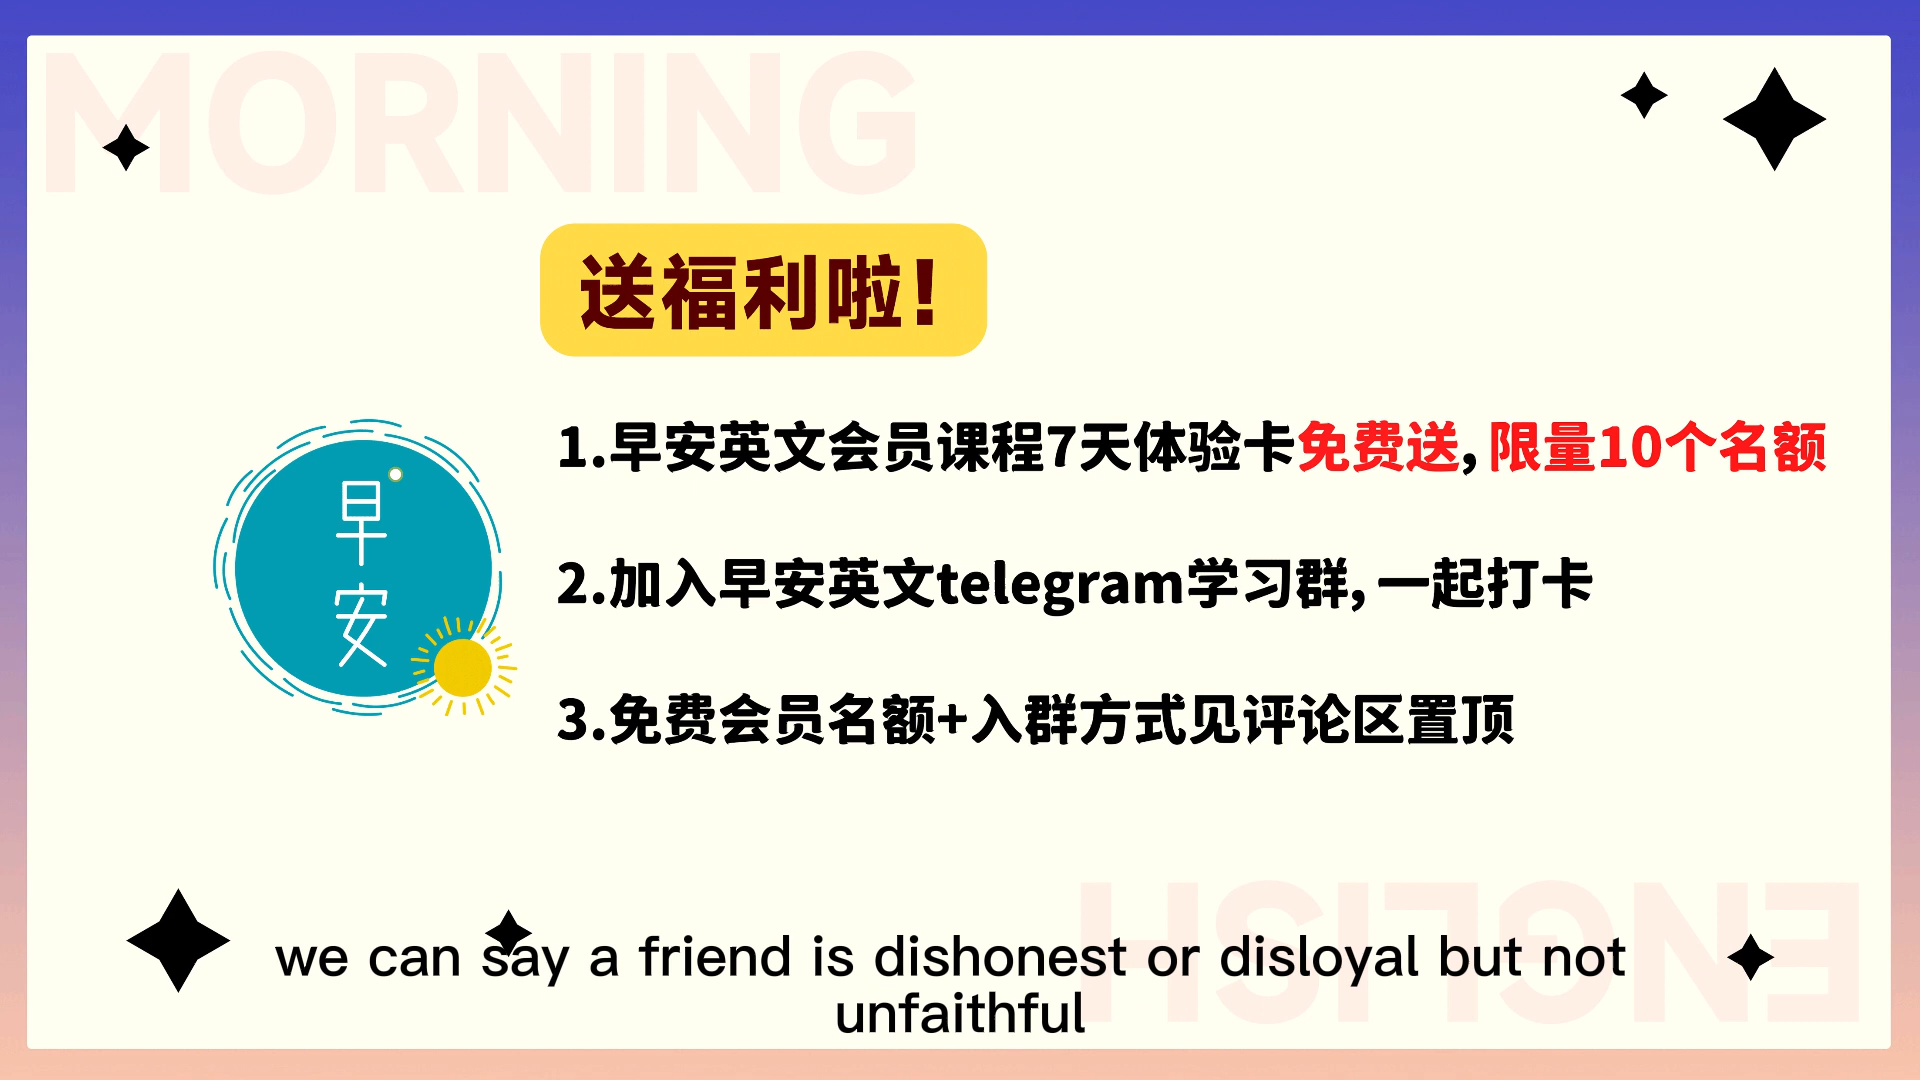 MORNING
送福利啦!
1.早安英文会员课程7天体验卡免费送, 限量10个名额
早安
2.加入早安英文telegram学习群, 一起打卡
3.免费会员名额+入群方式见评论区置顶
ENGLISH
we can say a friend is dishonest or disloyal but not
unfaithful